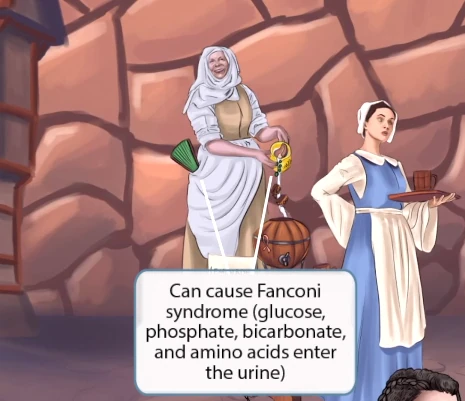 Can cause Fanconi
syndrome (glucose,
phosphate, bicarbonate,
and amino acids enter
the urine)